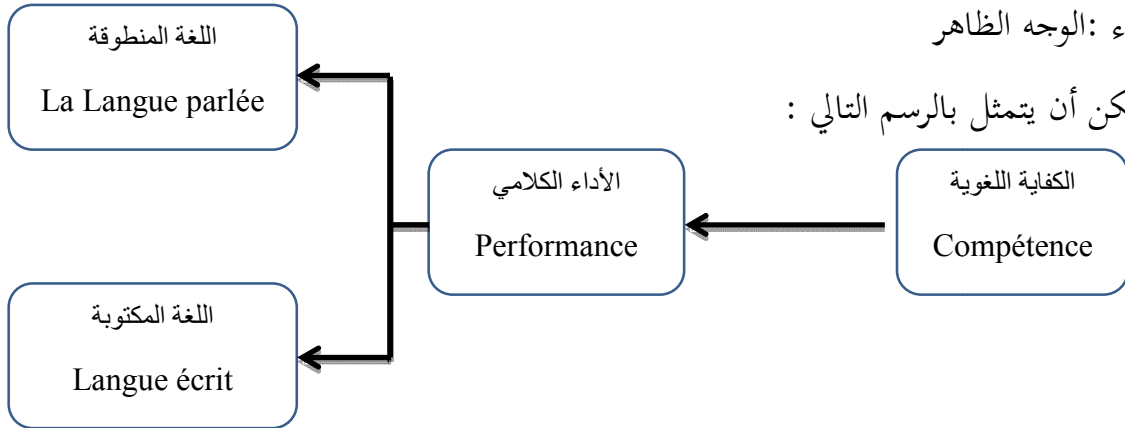 ء :الوجه الظاهر
كن أن يتمثل بالرسم التالي :
الكفاية اللغوية
Compétence
الأداء الكلامي
Performance
اللغة المنطوقة
La Langue parlée
اللغة المكتوبة
Langue écrit